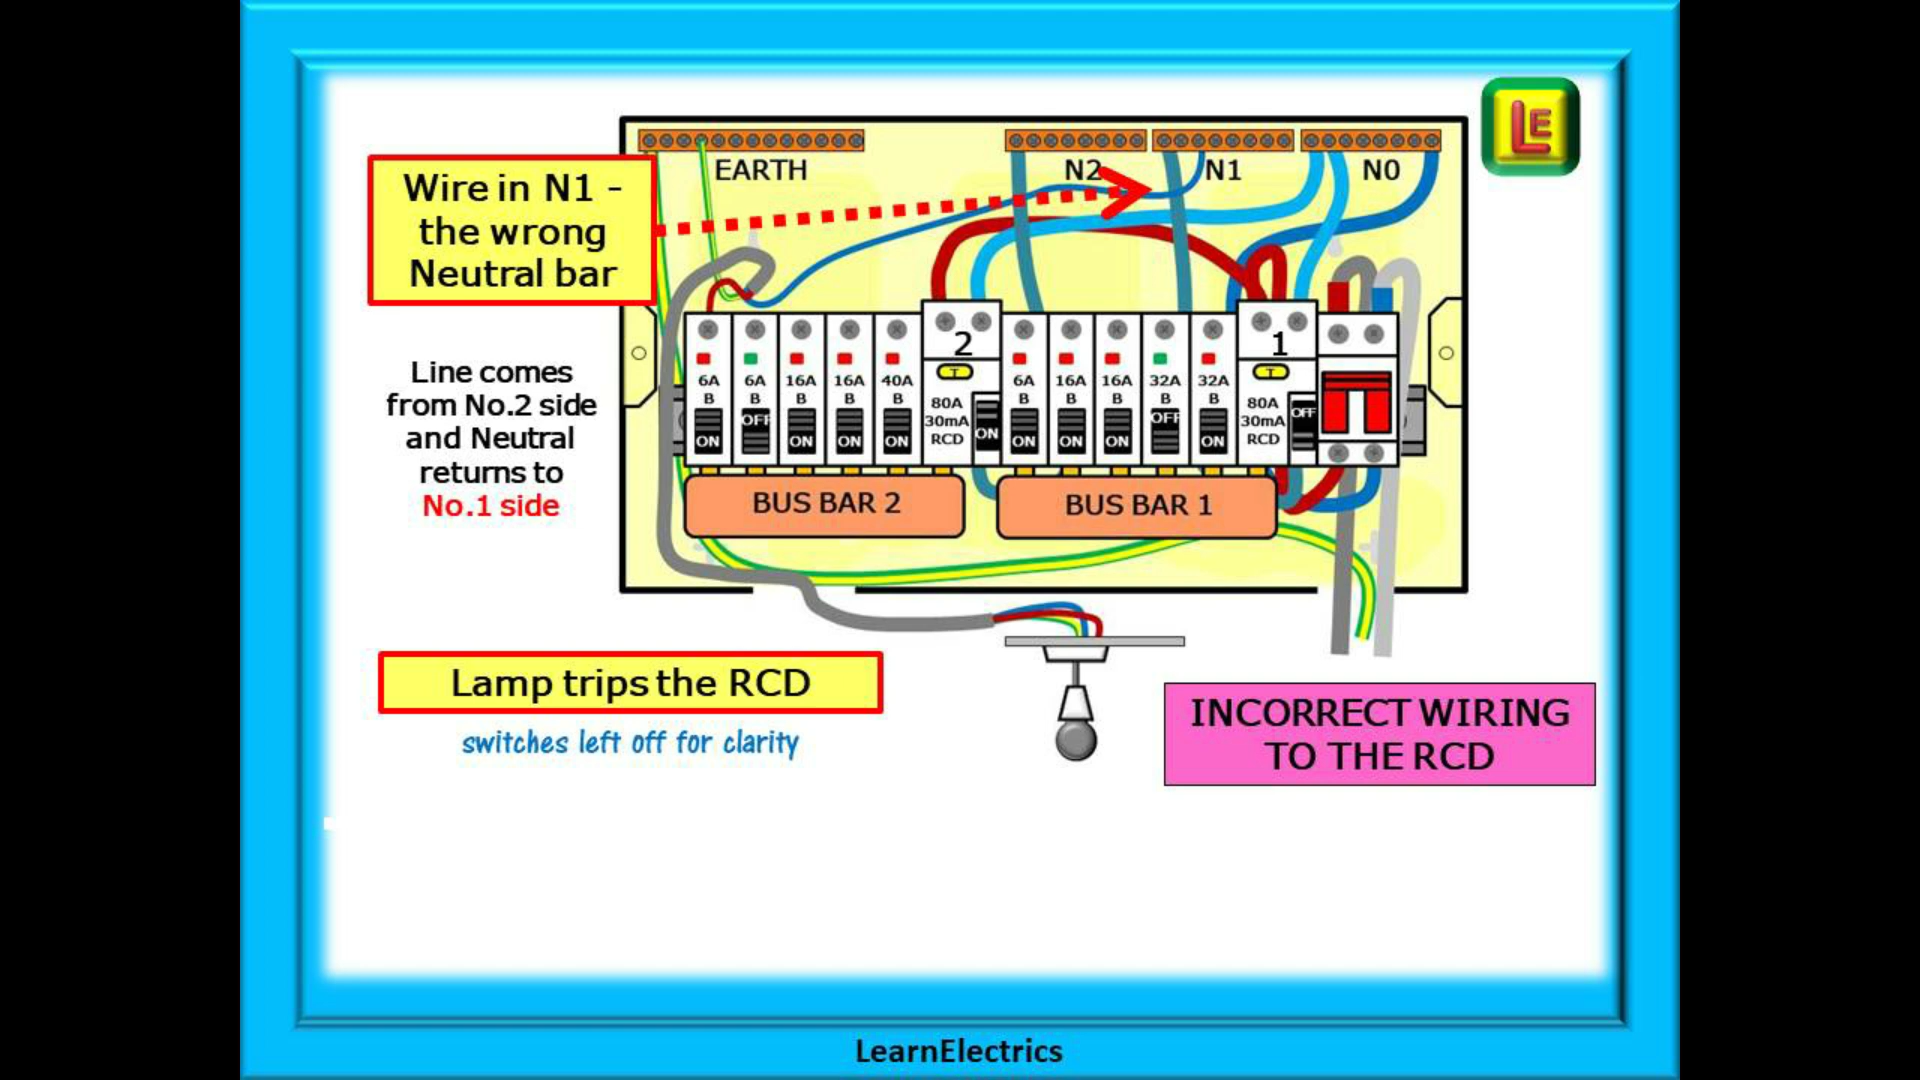 LE
EARTH
N2
N1
N0
Wire in N1 -
the wrong
Neutral bar
Line comes
from No.2 side
and Neutral
returns to
No.1 side
2
1
6A 6A 16A 16A 40A
B B B B B
80A
30mA
RCD
T
6A 16A 16A 32A 32A
B B B B B
80A
30mA
RCD
T
ON OFF ON ON ON ON ON ON ON OFF ON OFF
BUS BAR 2
BUS BAR 1
Lamp trips the RCD
switches left off for clarity
INCORRECT WIRING
TO THE RCD
LearnElectrics